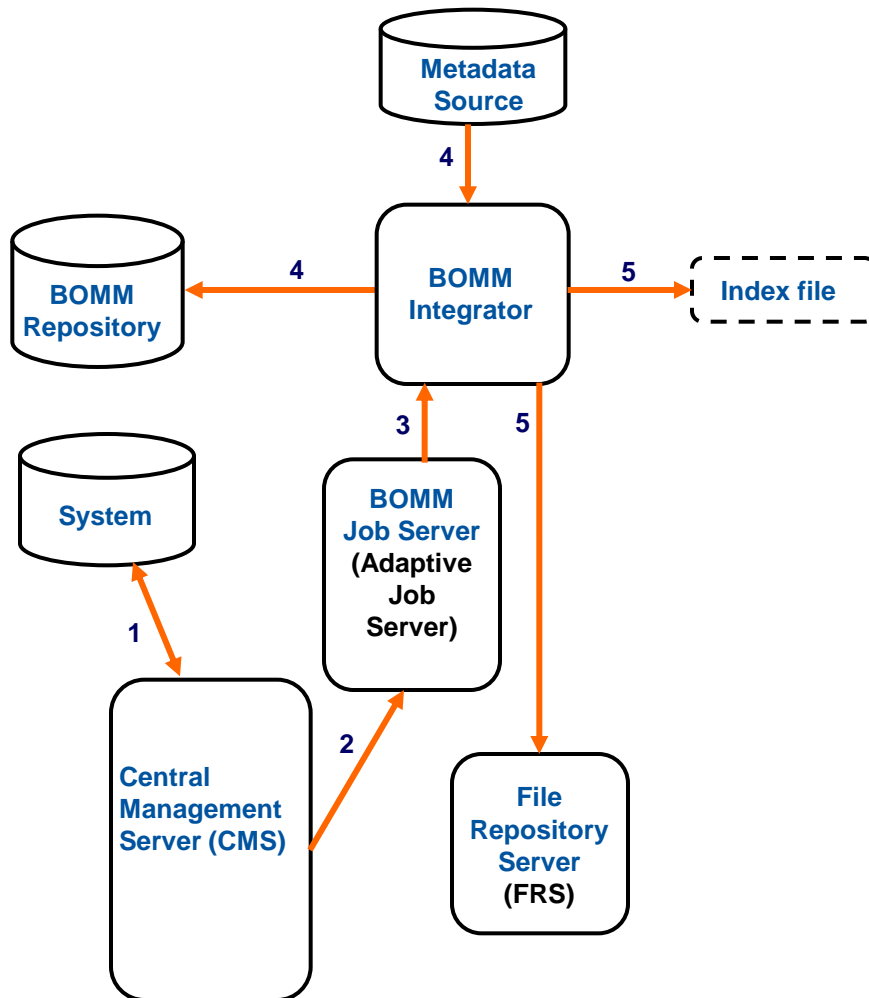 Metadata
Source
4
BOMM
Repository
4
BOMM
Integrator
5
Index file
3
5
System
BOMM
Job Server
(Adaptive
Job
Server)
1
2
Central
Management
Server (CMS)
File
Repository
Server
(FRS)